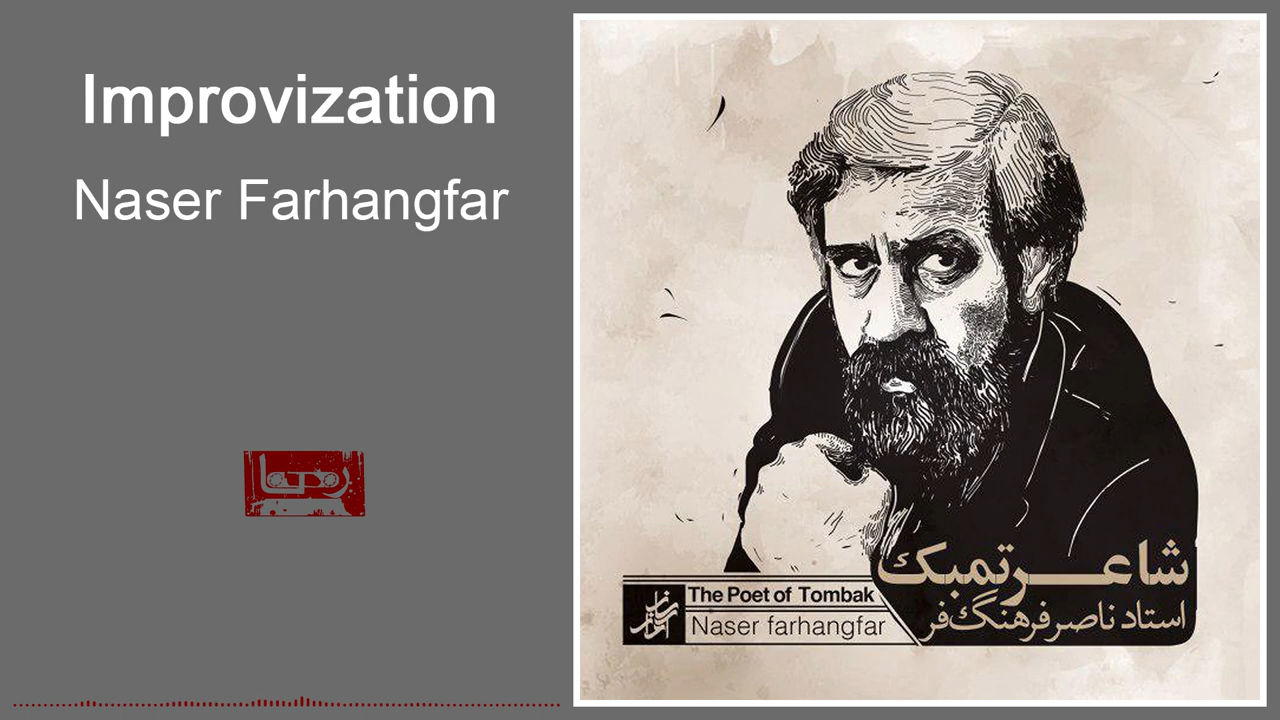 Improvization
Naser Farhangfar
شاعر تمبک
The Poet of Tombak
استاد ناصر فرهنگ‌فر
Naser farhangfar